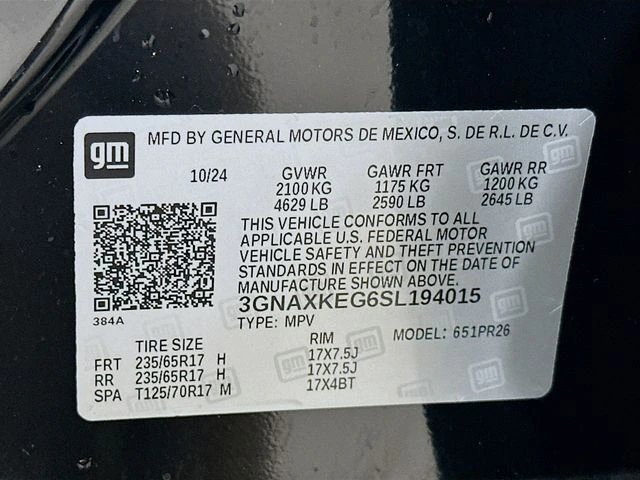 gm MFD BY GENERAL MOTORS DE MEXICO, S. DE R.L. DE C.V.
10/24 GVWR GAWR FRT GAWR RR
2100 KG 1175 KG 1200 KG
4629 LB 2590 LB 2645 LB
THIS VEHICLE CONFORMS TO ALL
APPLICABLE U.S. FEDERAL MOTOR
VEHICLE SAFETY AND THEFT PREVENTION
STANDARDS IN EFFECT ON THE DATE OF
MANUFACTURE SHOWN ABOVE.
384A 3GNAXKEG6SL194015
TYPE: MPV MODEL: 651PR26
TIRE SIZE RIM
FRT 235/65R17 H 17X7.5J
RR 235/65R17 H 17X7.5J
SPA T125/70R17 M 17X4BT